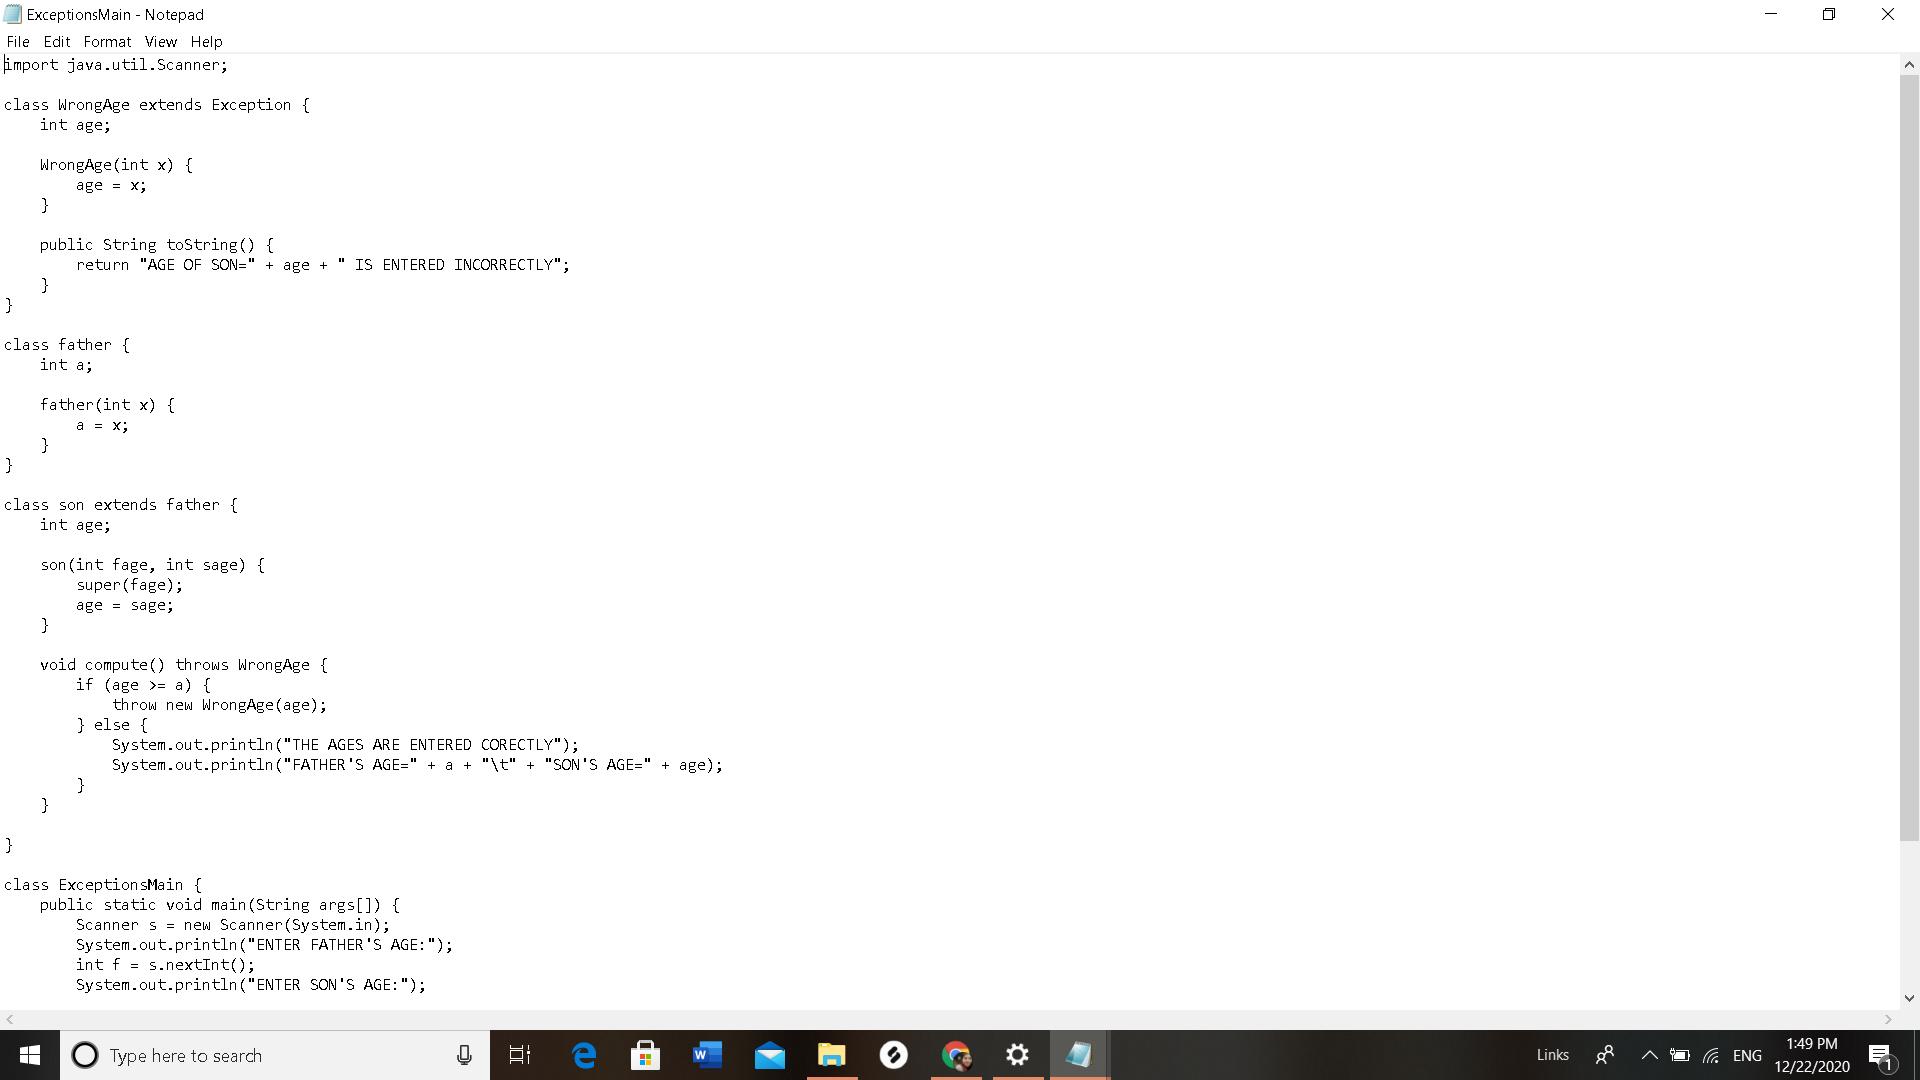 ExceptionsMain - Notepad
File Edit Format View Help
import java.util.Scanner;
class WrongAge extends Exception {
int age;
WrongAge(int x) {
age = x;
}
public String toString() {
return "AGE OF SON=" + age + " IS ENTERED INCORRECTLY";
}
}
class father {
int a;
father(int x) {
a = x;
}
}
class son extends father {
int age;
son(int fage, int sage) {
super(fage);
age = sage;
}
void compute() throws WrongAge {
if (age >= a) {
throw new WrongAge(age);
} else {
System.out.println("THE AGES ARE ENTERED CORECTLY");
System.out.println("FATHER'S AGE=" + a + "\t" + "SON'S AGE=" + age);
}
}
}
class ExceptionsMain {
public static void main(String args[]) {
Scanner s = new Scanner(System.in);
System.out.println("ENTER FATHER'S AGE:");
int f = s.nextInt();
System.out.println("ENTER SON'S AGE:");
Type here to search
W
Links
ENG
1:49 PM
12/22/2020
1